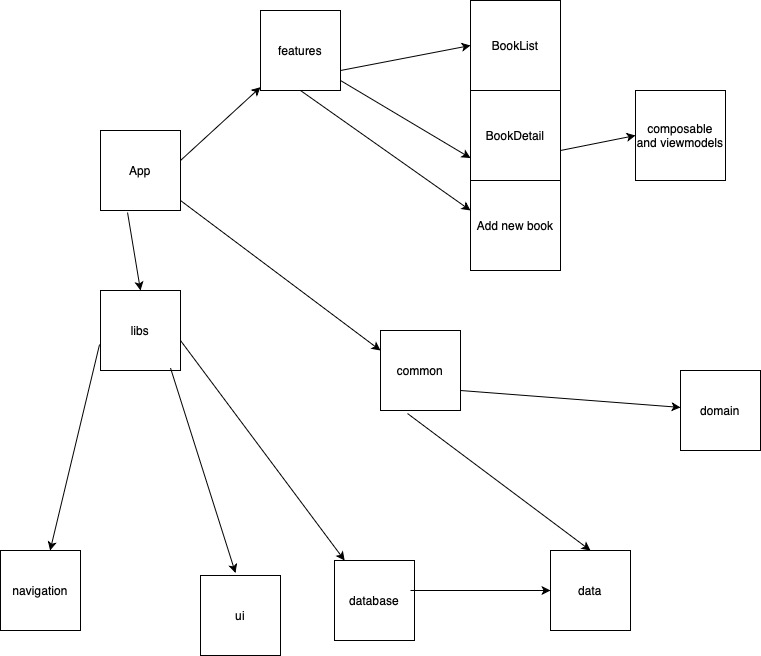 features
BookList
BookDetail
composable
and viewmodels
App
Add new book
libs
common
domain
navigation
ui
database
data